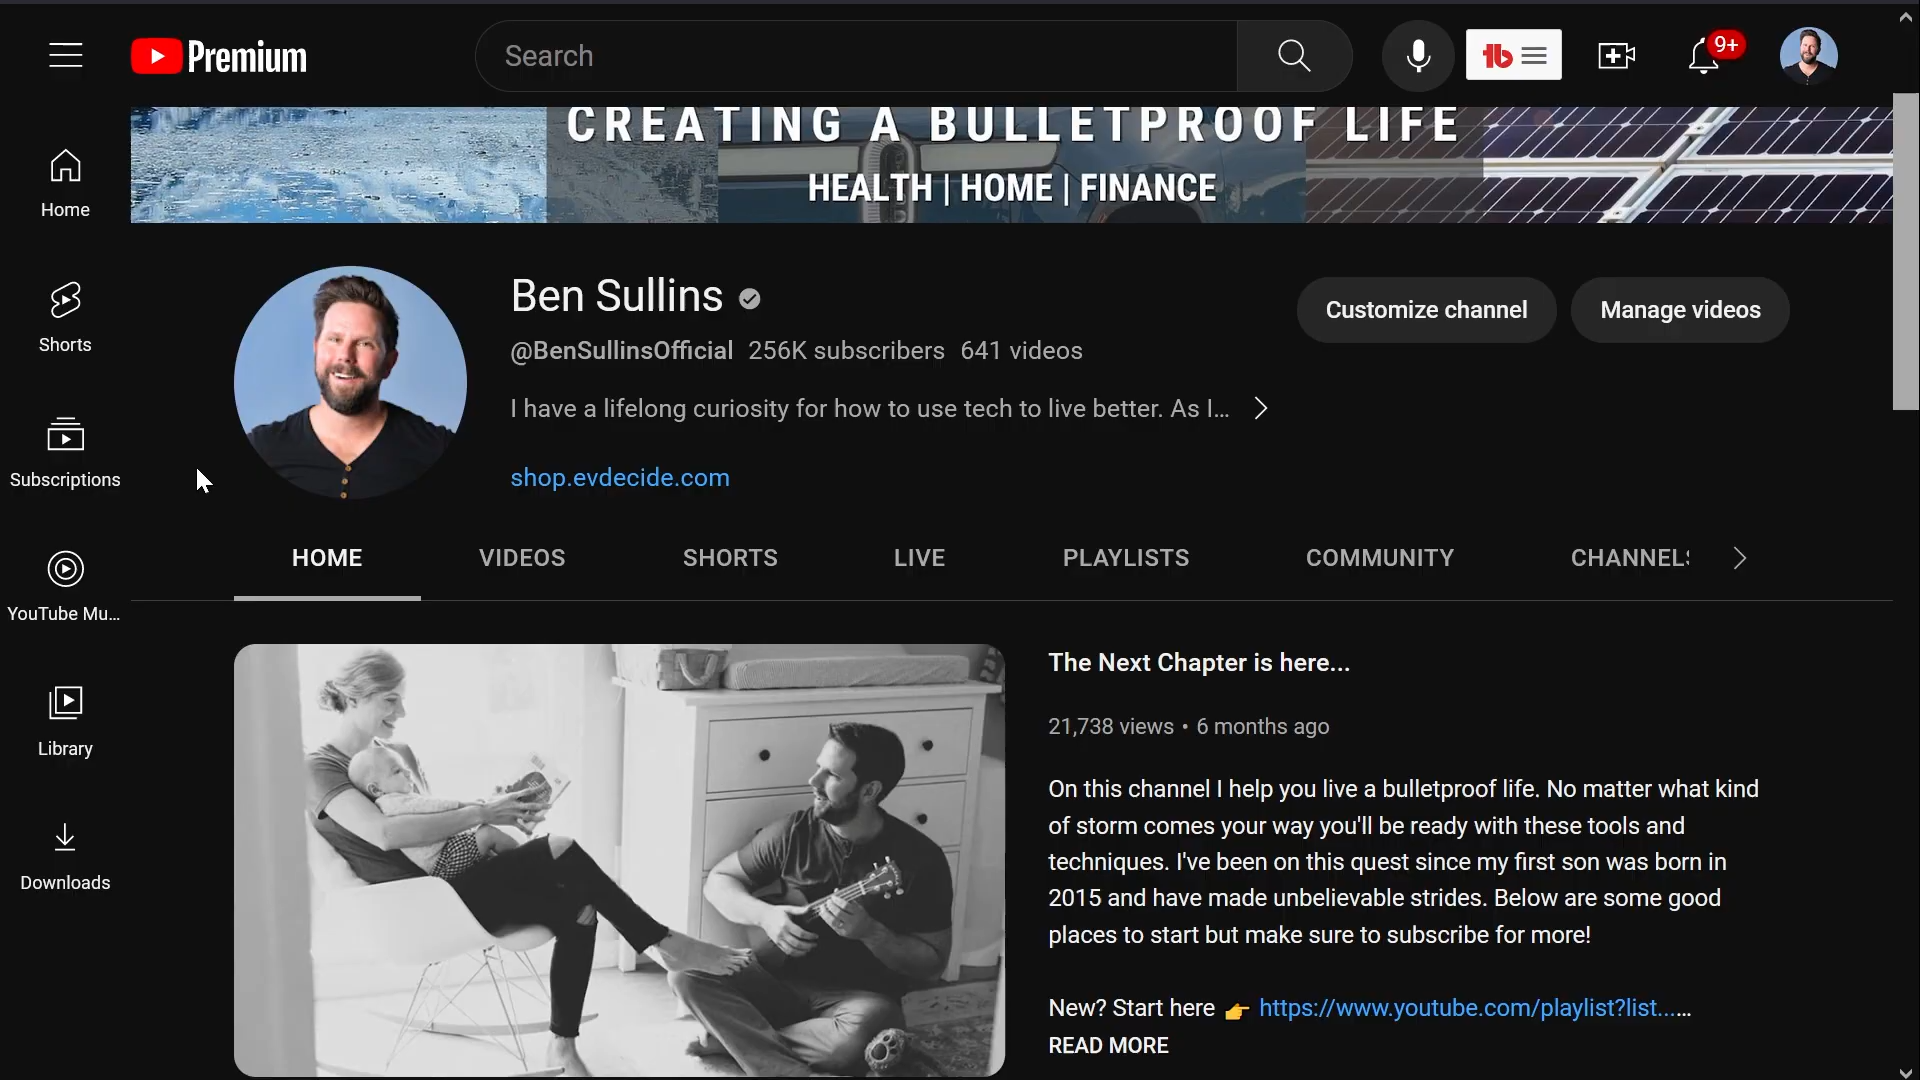 Premium
Search
9+
CREATING A BULLETPROOF LIFE
HEALTH | HOME | FINANCE
Home
Shorts
Subscriptions
YouTube Mu...
Library
Downloads
Ben Sullins
@BenSullinsOfficial 256K subscribers 641 videos
I have a lifelong curiosity for how to use tech to live better. As I...
shop.evdecide.com
Customize channel
Manage videos
HOME VIDEOS SHORTS LIVE PLAYLISTS COMMUNITY CHANNELS
The Next Chapter is here...
21,738 views • 6 months ago
On this channel I help you live a bulletproof life. No matter what kind
of storm comes your way you'll be ready with these tools and
techniques. I've been on this quest since my first son was born in
2015 and have made unbelievable strides. Below are some good
places to start but make sure to subscribe for more!
New? Start here 👉 https://www.youtube.com/playlist?list......
READ MORE